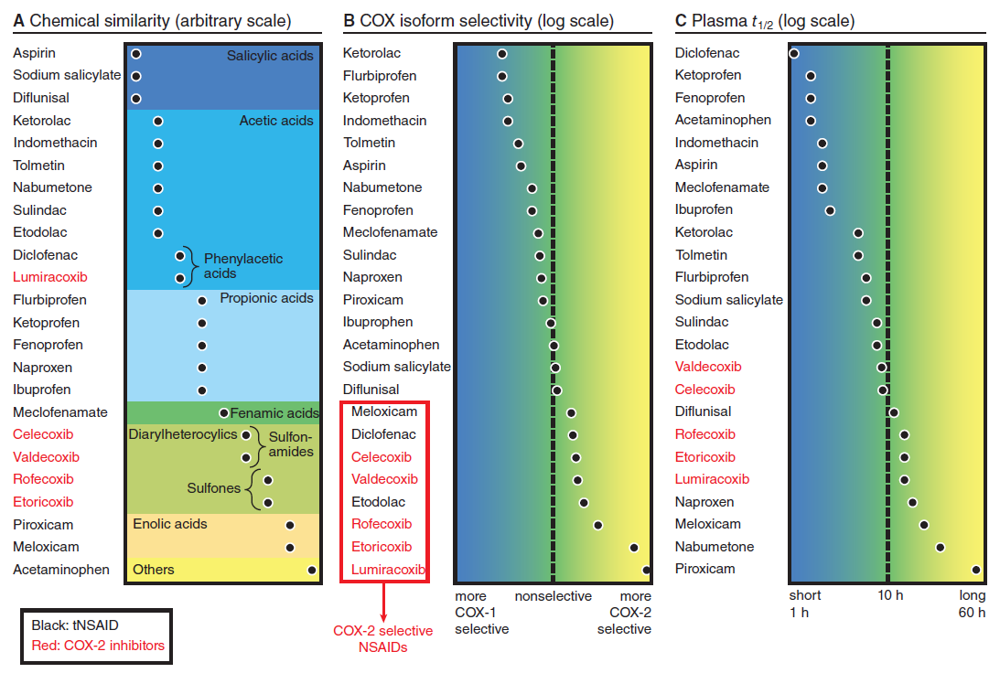 A Chemical similarity (arbitrary scale)
Aspirin
Sodium salicylate
Diflunisal
Ketorolac
Indomethacin
Tolmetin
Nabumetone
Sulindac
Etodolac
Diclofenac
Lumiracoxib
Flurbiprofen
Ketoprofen
Fenoprofen
Naproxen
Ibuprofen
Meclofenamate
Celecoxib
Valdecoxib
Rofecoxib
Etoricoxib
Piroxicam
Meloxicam
Acetaminophen
Salicylic acids
Acetic acids
Phenylacetic
acids
Propionic acids
Fenamic acids
Diarylheterocylics
Sulfon-
amides
Sulfones
Enolic acids
Others
Black: tNSAID
Red: COX-2 inhibitors
B COX isoform selectivity (log scale)
Ketorolac
Flurbiprofen
Ketoprofen
Indomethacin
Tolmetin
Aspirin
Nabumetone
Fenoprofen
Meclofenamate
Sulindac
Naproxen
Piroxicam
Ibuprophen
Acetaminophen
Sodium salicylate
Diflunisal
Meloxicam
Diclofenac
Celecoxib
Valdecoxib
Etodolac
Rofecoxib
Etoricoxib
Lumiracoxib
COX-2 selective
NSAIDs
more
COX-1
selective
nonselective
more
COX-2
selective
C Plasma t1/2 (log scale)
Diclofenac
Ketoprofen
Fenoprofen
Acetaminophen
Indomethacin
Aspirin
Meclofenamate
Ibuprofen
Ketorolac
Tolmetin
Flurbiprofen
Sodium salicylate
Sulindac
Etodolac
Valdecoxib
Celecoxib
Diflunisal
Rofecoxib
Etoricoxib
Lumiracoxib
Naproxen
Meloxicam
Nabumetone
Piroxicam
short
1 h
10 h
long
60 h